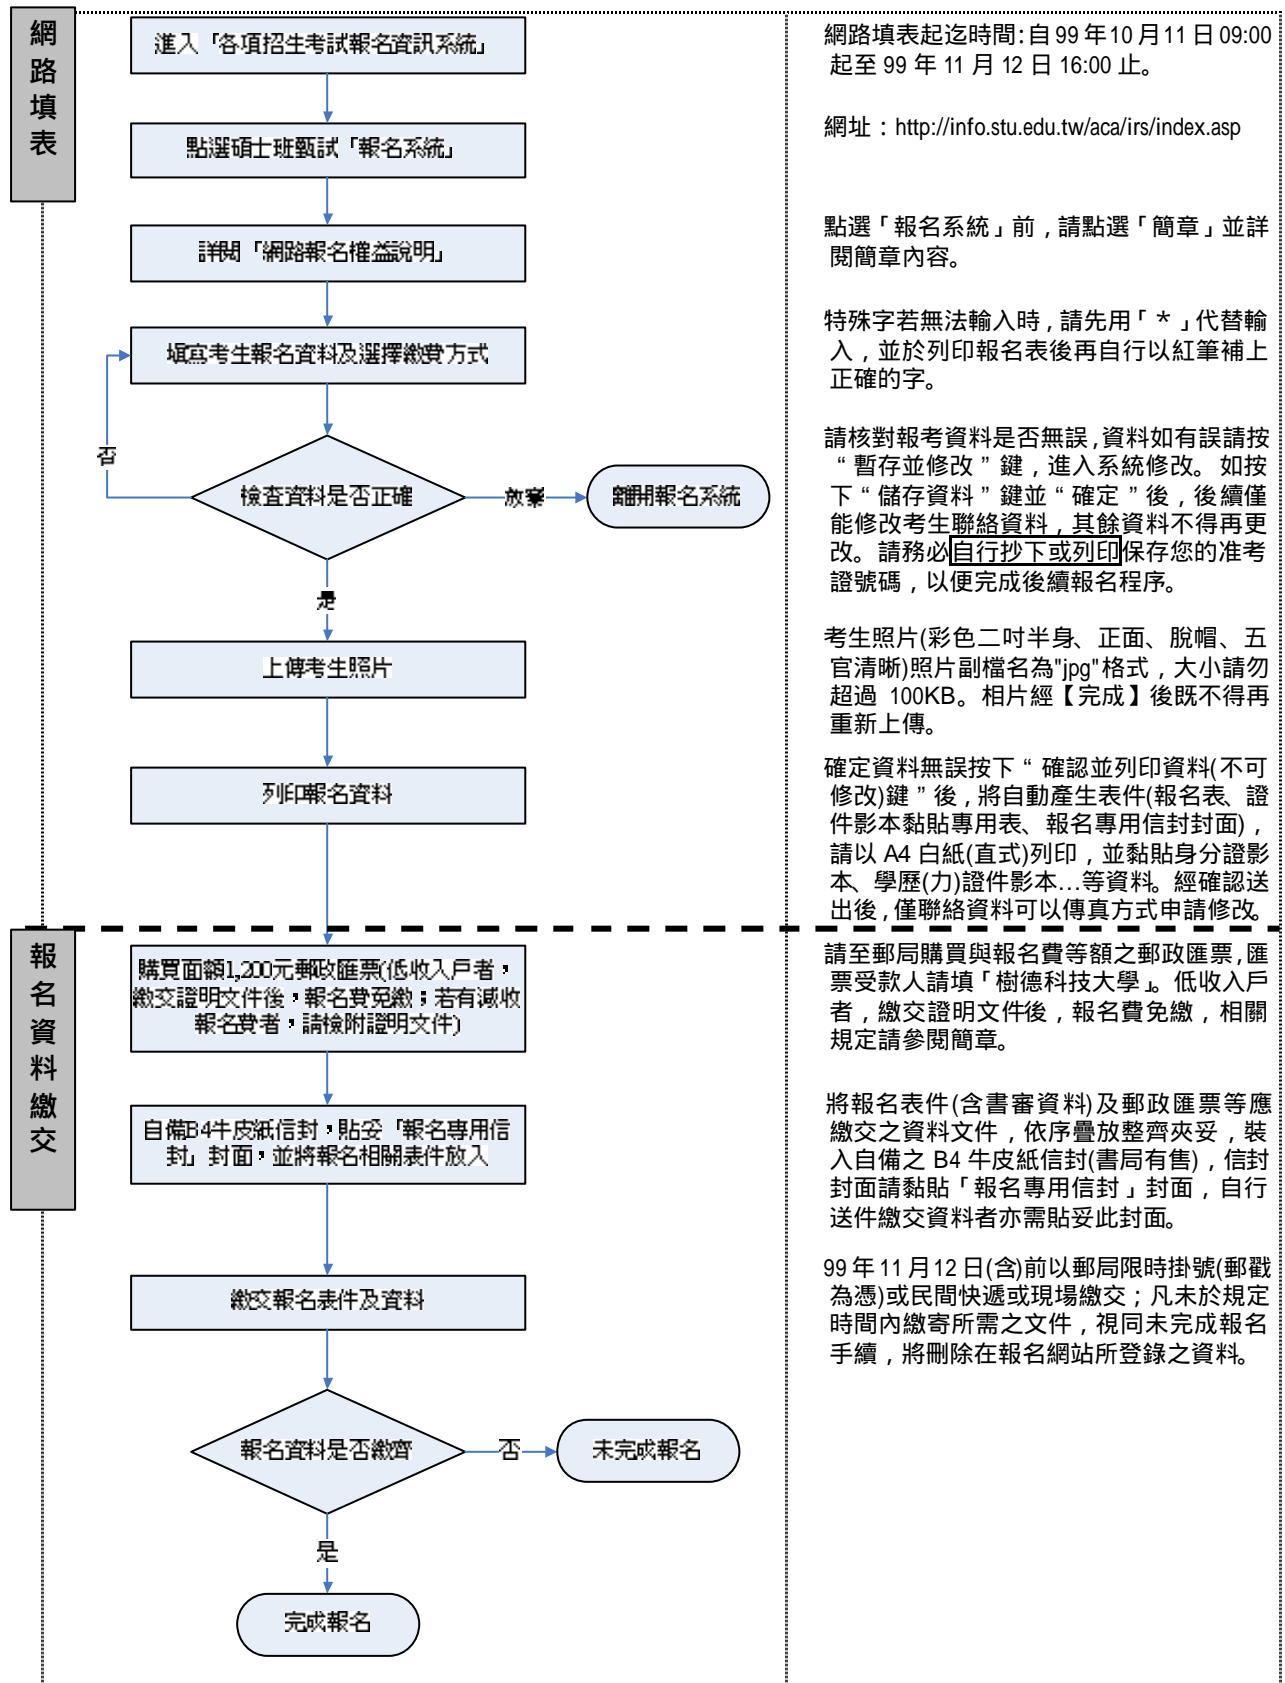 網路填表
進入「各項招生考試報名資訊系統」
點選碩士班甄試「報名系統」
詳閱「網路報名權益說明」
填寫考生報名資料及選擇繳費方式
否
檢查資料是否正確
放棄
離開報名系統
是
上傳考生照片
列印報名資料
網路填表起迄時間:自 99 年10 月11 日 09:00
起至 99 年 11 月 12 日 16:00 止。
網址：http://info.stu.edu.tw/aca/irs/index.asp
點選「報名系統」前，請點選「簡章」並詳
閱簡章內容。
特殊字若無法輸入時，請先用「＊」代替輸
入，並於列印報名表後再自行以紅筆補上
正確的字。
請核對報考資料是否無誤，資料如有誤請按
“暫存並修改”鍵，進入系統修改。如按
下“儲存資料”鍵並“確定”後，後續僅
能修改考生聯絡資料，其餘資料不得再更
改。請務必自行抄下或列印保存您的准考
證號碼，以便完成後續報名程序。
考生照片(彩色二吋半身、正面、脫帽、五
官清晰)照片副檔名為"jpg"格式，大小請勿
超過 100KB。相片經【完成】後既不得再
重新上傳。
確定資料無誤按下“確認並列印資料(不可
修改)鍵”後，將自動產生表件(報名表、證
件影本黏貼專用表、報名專用信封封面)，
請以 A4 白紙(直式)列印，並黏貼身分證影
本、學歷(力)證件影本…等資料。經確認送
出後，僅聯絡資料可以傳真方式申請修改。
報名資料繳交
購買面額1,200元郵政匯票(低收入戶者，
繳交證明文件後，報名費免繳；若有減收
報名費者，請檢附證明文件)
自備B4牛皮紙信封，貼妥「報名專用信
封」封面，並將報名相關表件放入
繳交報名表件及資料
報名資料是否繳齊
否
未完成報名
是
完成報名
請至郵局購買與報名費等額之郵政匯票，匯
票受款人請填「樹德科技大學」。低收入戶
者，繳交證明文件後，報名費免繳，相關
規定請參閱簡章。
將報名表件(含書審資料)及郵政匯票等應
繳交之資料文件，依序疊放整齊夾妥，裝
入自備之 B4 牛皮紙信封(書局有售)，信封
封面請黏貼「報名專用信封」封面，自行
送件繳交資料者亦需貼妥此封面。
99 年 11 月12 日(含)前以郵局限時掛號(郵戳
為憑)或民間快遞或現場繳交；凡未於規定
時間內繳寄所需之文件，視同未完成報名
手續，將刪除在報名網站所登錄之資料。